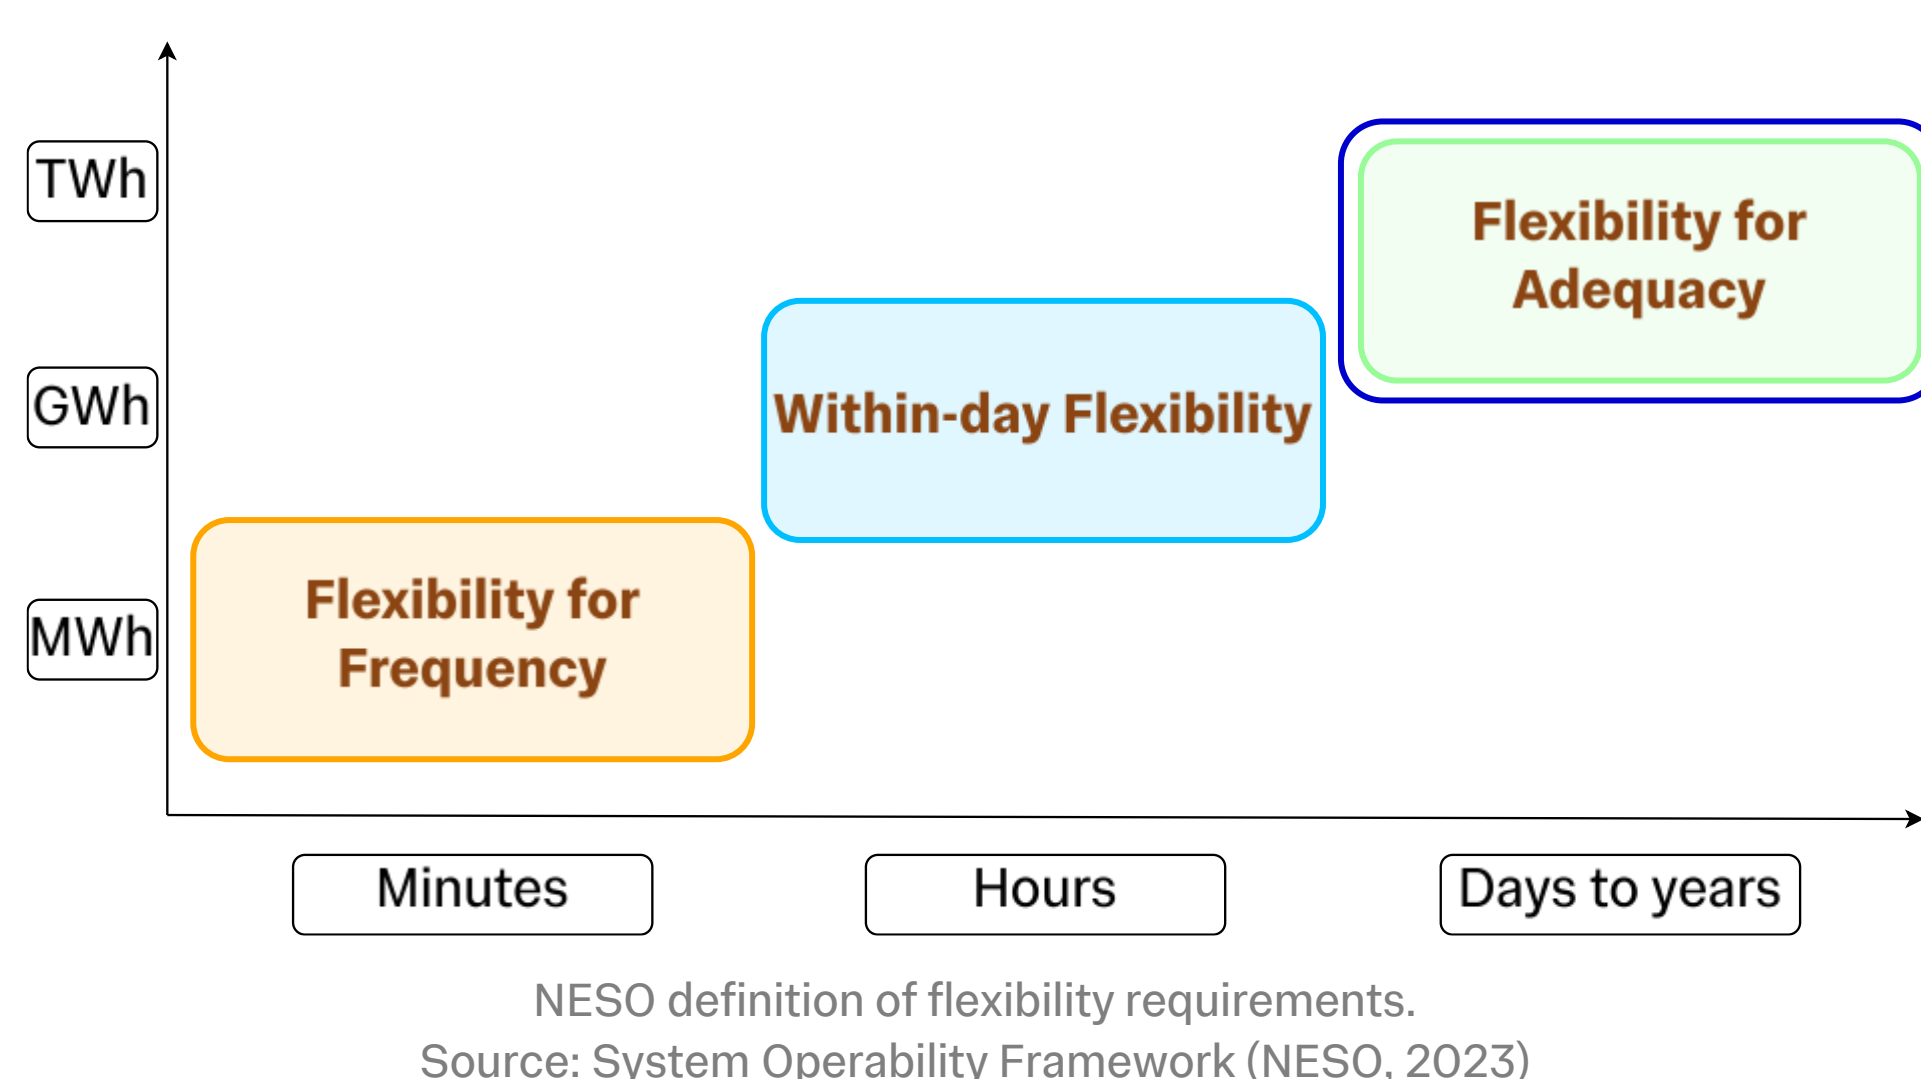 TWh
Flexibility for
Adequacy
GWh
Within-day Flexibility
MWh
Flexibility for
Frequency
Minutes
Hours
Days to years
NESO definition of flexibility requirements.
Source: System Operability Framework (NESO, 2023)